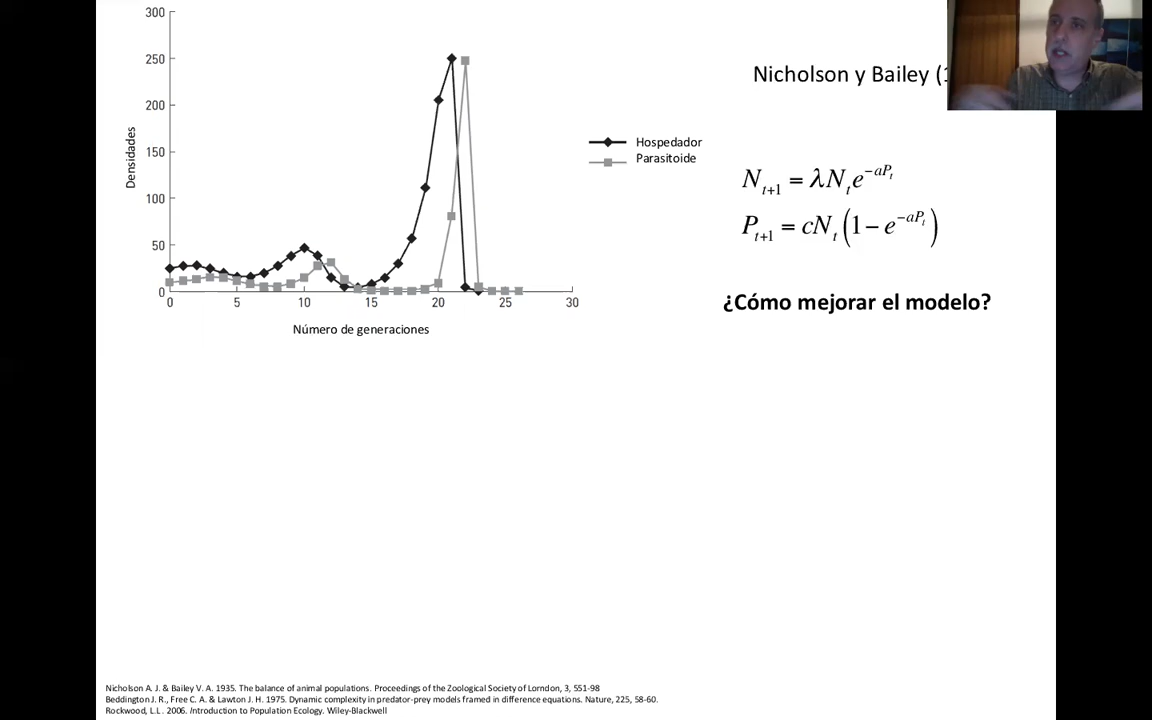 300
250
200
150
100
50
0
Densidades
0 5 10 15 20 25 30
Número de generaciones
Hospedador
Parasitoide
Nicholson y Bailey (1
N_{t+1} = λN_t e^{−aP_t}
P_{t+1} = cN_t (1 − e^{−aP_t})
¿Cómo mejorar el modelo?
Nicholson A. J. & Bailey V. A. 1935. The balance of animal populations. Proceedings of the Zoological Society of Lorndon, 3, 551-98
Beddington J. R., Free C. A. & Lawton J. H. 1975. Dynamic complexity in predator-prey models framed in difference equations. Nature, 225, 58-60.
Rockwood, L.L. 2006. Introduction to Population Ecology. Wiley-Blackwell